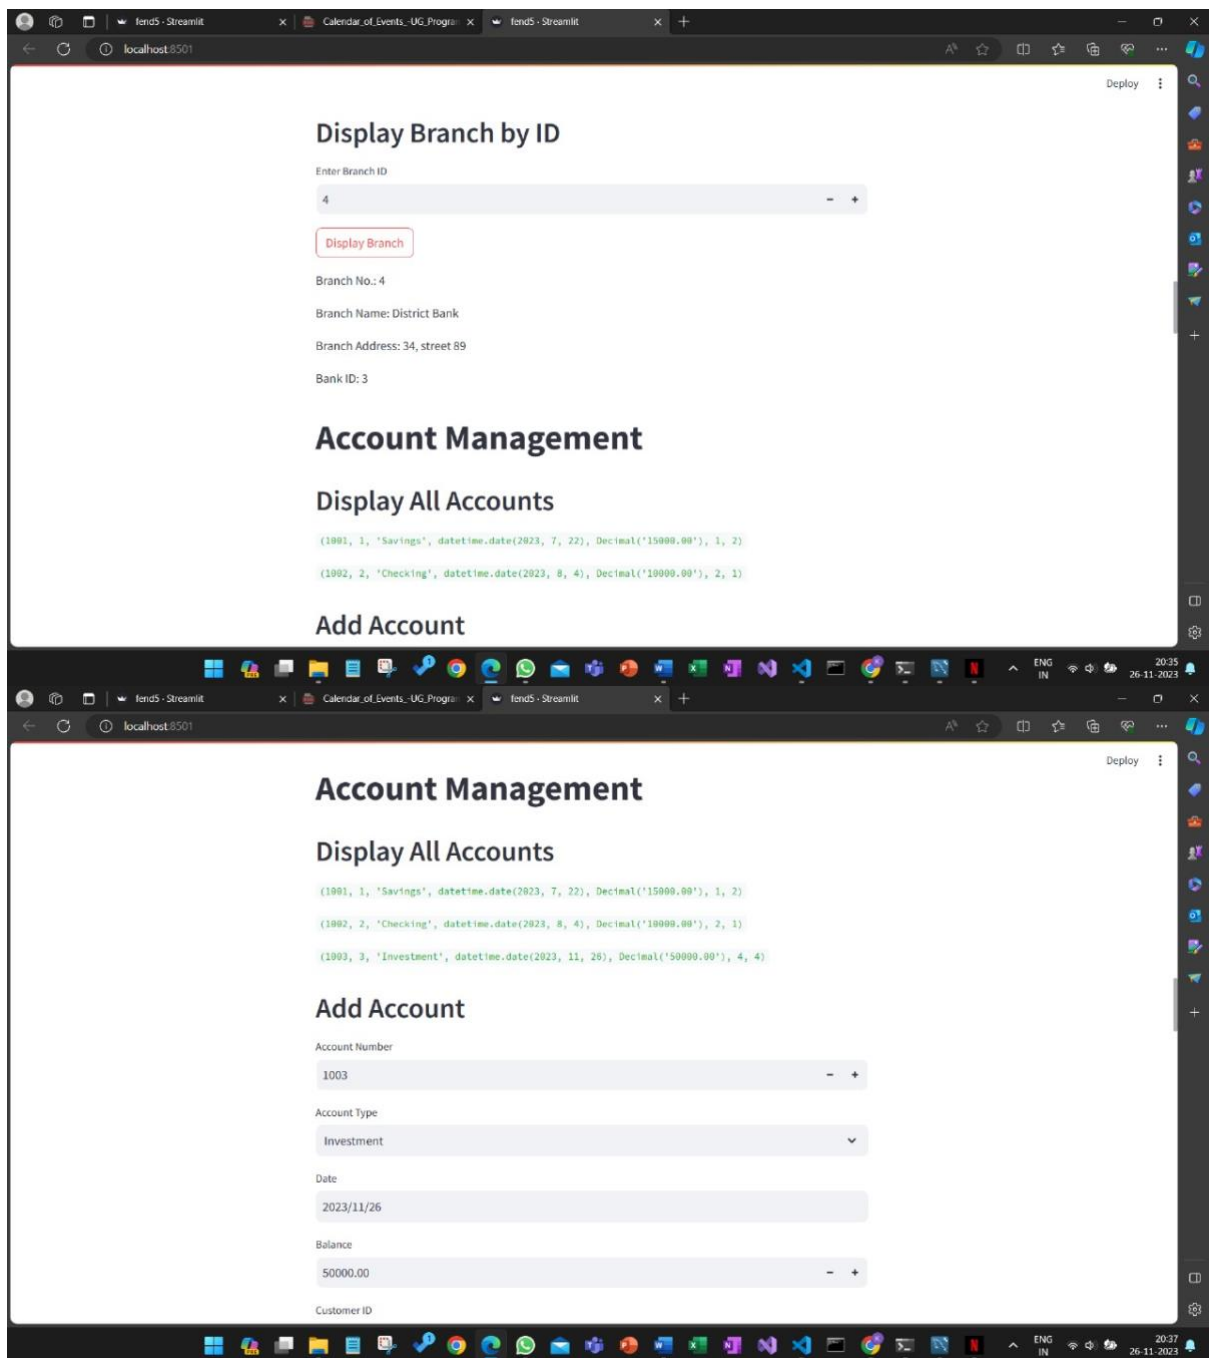 fend5 - Streamlit
Calendar_of_Events_-UG_Program
fend5 - Streamlit
localhost:8501
Deploy
Display Branch by ID
Enter Branch ID
4
Display Branch
Branch No.: 4
Branch Name: District Bank
Branch Address: 34, street 89
Bank ID: 3
Account Management
Display All Accounts
(1001, 1, 'Savings', datetime.date(2023, 7, 22), Decimal('15000.00'), 1, 2)
(1002, 2, 'Checking', datetime.date(2023, 8, 4), Decimal('10000.00'), 2, 1)
Add Account
ENG
IN
20:35
26-11-2023
fend5 - Streamlit
Calendar_of_Events_-UG_Program
fend5 - Streamlit
localhost:8501
Deploy
Account Management
Display All Accounts
(1001, 1, 'Savings', datetime.date(2023, 7, 22), Decimal('15000.00'), 1, 2)
(1002, 2, 'Checking', datetime.date(2023, 8, 4), Decimal('10000.00'), 2, 1)
(1003, 3, 'Investment', datetime.date(2023, 11, 26), Decimal('50000.00'), 4, 4)
Add Account
Account Number
1003
Account Type
Investment
Date
2023/11/26
Balance
50000.00
Customer ID
ENG
IN
20:37
26-11-2023